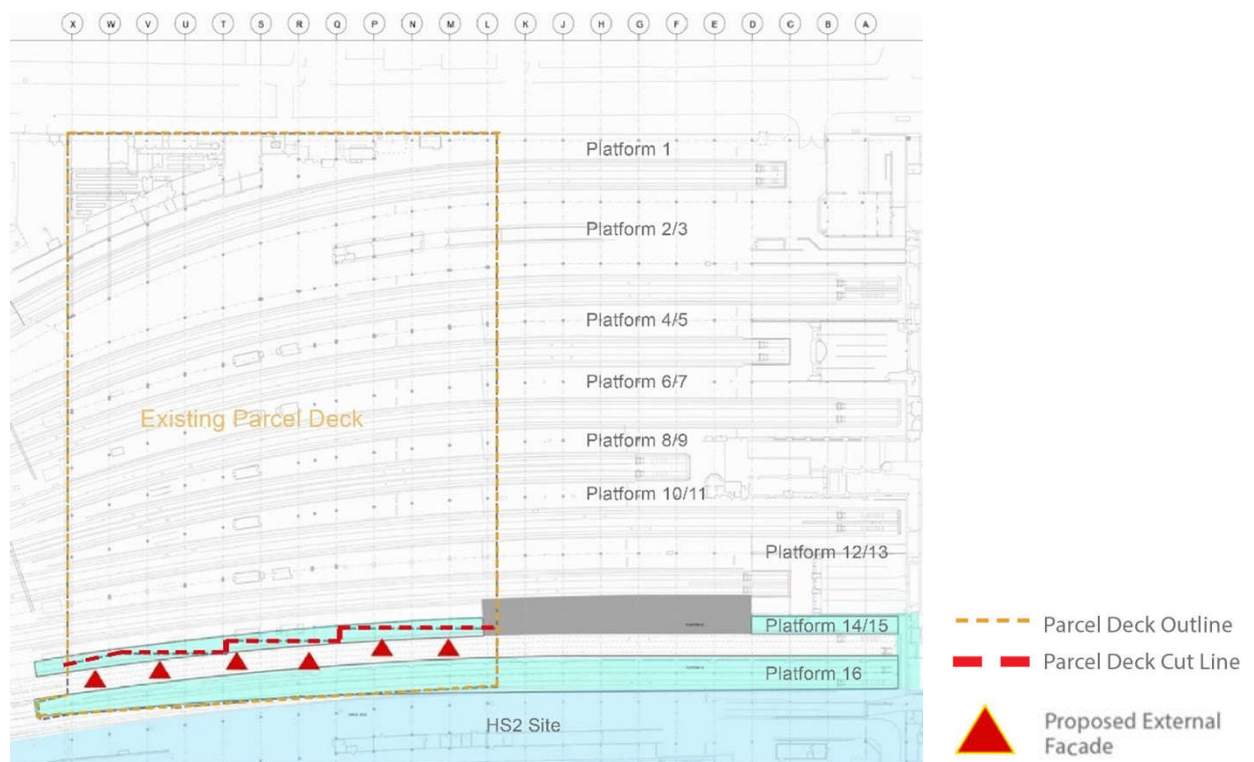 X W V U T S R Q P N M L K J H G F E D C B A
Platform 1
Platform 2/3
Platform 4/5
Platform 6/7
Existing Parcel Deck
Platform 8/9
Platform 10/11
Platform 12/13
Platform 14/15
Platform 16
HS2 Site
Parcel Deck Outline
Parcel Deck Cut Line
Proposed External
Facade